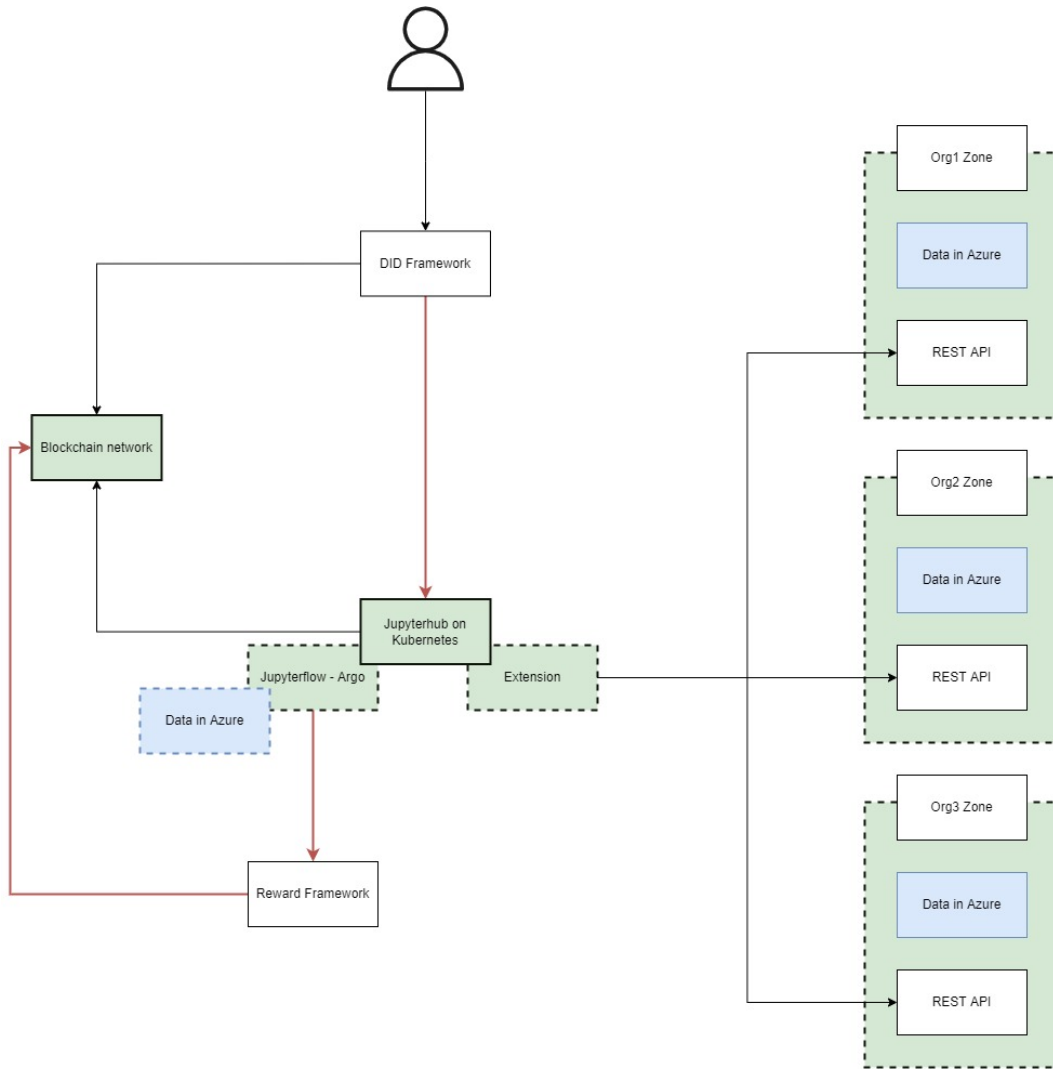 DID Framework
Blockchain network
Jupyterhub on
Kubernetes
Jupyterflow - Argo
Extension
Data in Azure
Reward Framework
Org1 Zone
Data in Azure
REST API
Org2 Zone
Data in Azure
REST API
Org3 Zone
Data in Azure
REST API